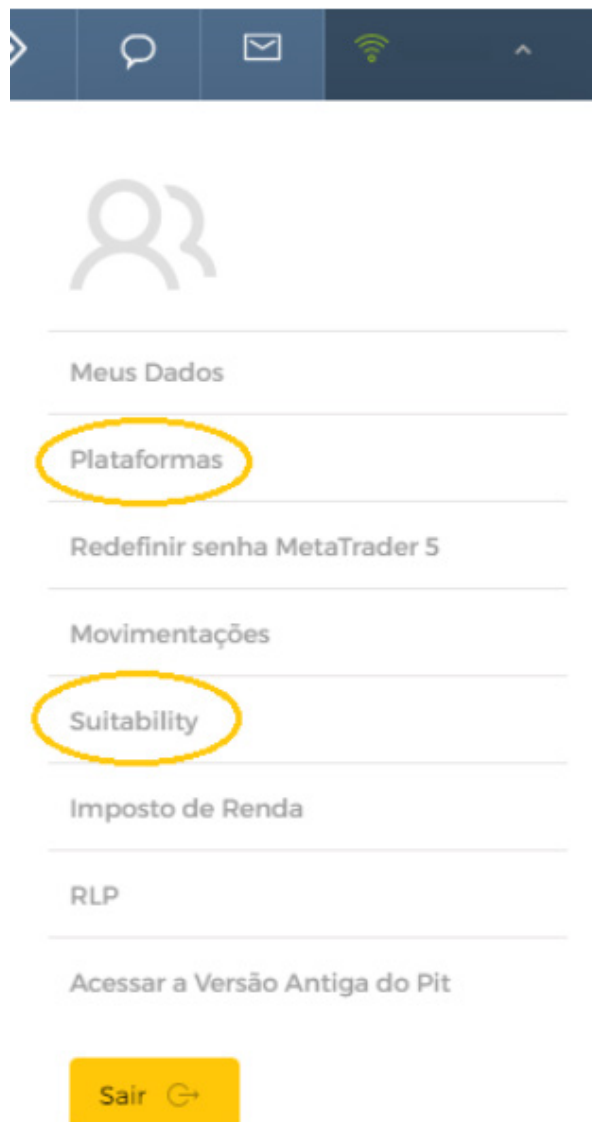 Meus Dados
Plataformas
Redefinir senha MetaTrader 5
Movimentações
Suitability
Imposto de Renda
RLP
Acessar a Versão Antiga do Pit
Sair